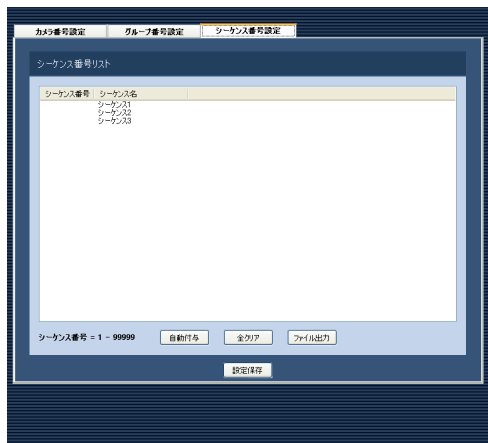 カメラ番号設定 グループ番号設定 シーケンス番号設定
シーケンス番号リスト
シーケンス番号 シーケンス名
シーケンス1
シーケンス2
シーケンス3
シーケンス番号 = 1 - 99999 自動付与 全クリア ファイル出力
設定保存